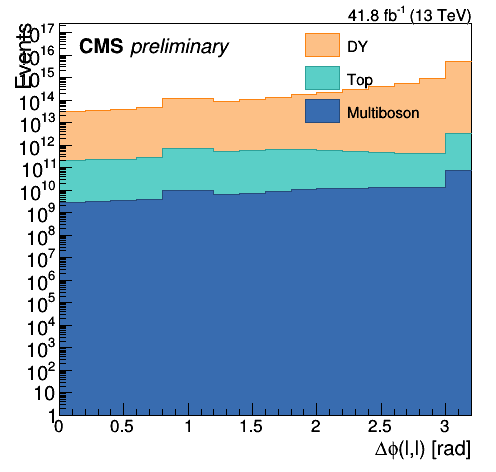 41.8 fb⁻¹ (13 TeV)
Events
CMS preliminary
DY
Top
Multiboson
10¹⁷
10¹⁶
10¹⁵
10¹⁴
10¹³
10¹²
10¹¹
10¹⁰
10⁹
10⁸
10⁷
10⁶
10⁵
10⁴
10³
10²
10
1
0 0.5 1 1.5 2 2.5 3
Δϕ(l,l) [rad]